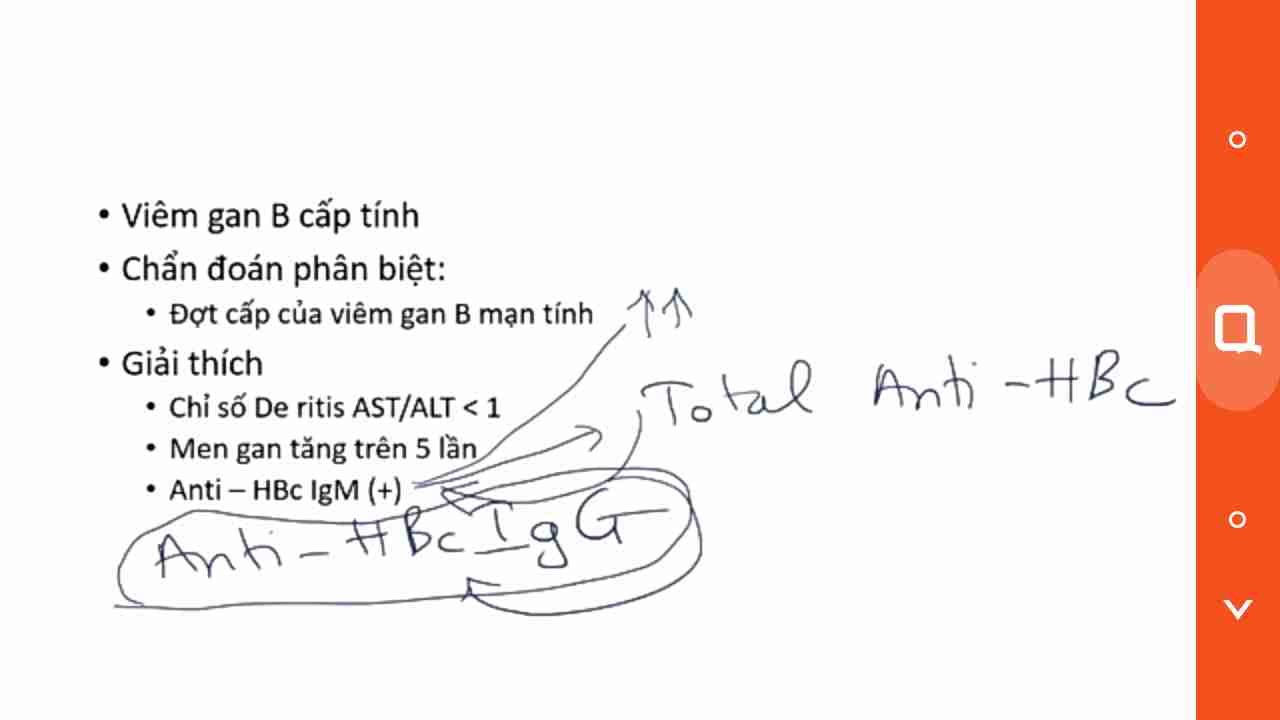 • Viêm gan B cấp tính
• Chẩn đoán phân biệt:
• Đợt cấp của viêm gan B mạn tính
• Giải thích
• Chỉ số De ritis AST/ALT < 1
• Men gan tăng trên 5 lần
• Anti – HBc IgM (+)
↑↑
Total Anti-HBc
Anti-HBc IgG